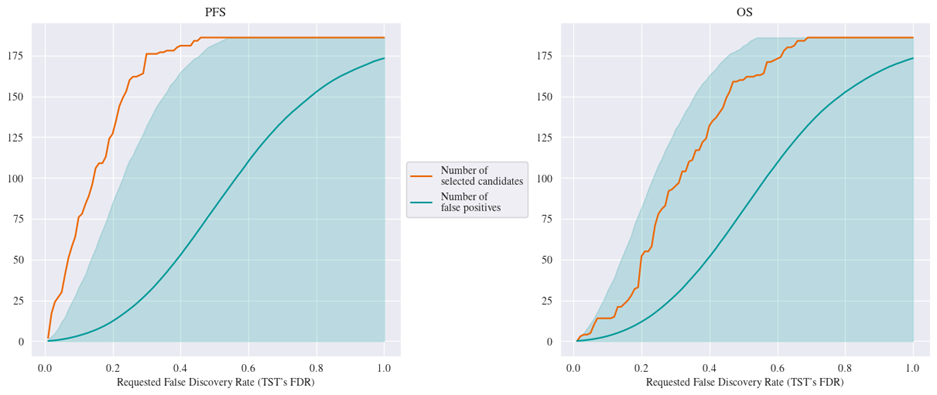 PFS
175
150
125
100
75
50
25
0
0.0 0.2 0.4 0.6 0.8 1.0
Requested False Discovery Rate (TST's FDR)
Number of
selected candidates
Number of
false positives
OS
175
150
125
100
75
50
25
0
0.0 0.2 0.4 0.6 0.8 1.0
Requested False Discovery Rate (TST's FDR)